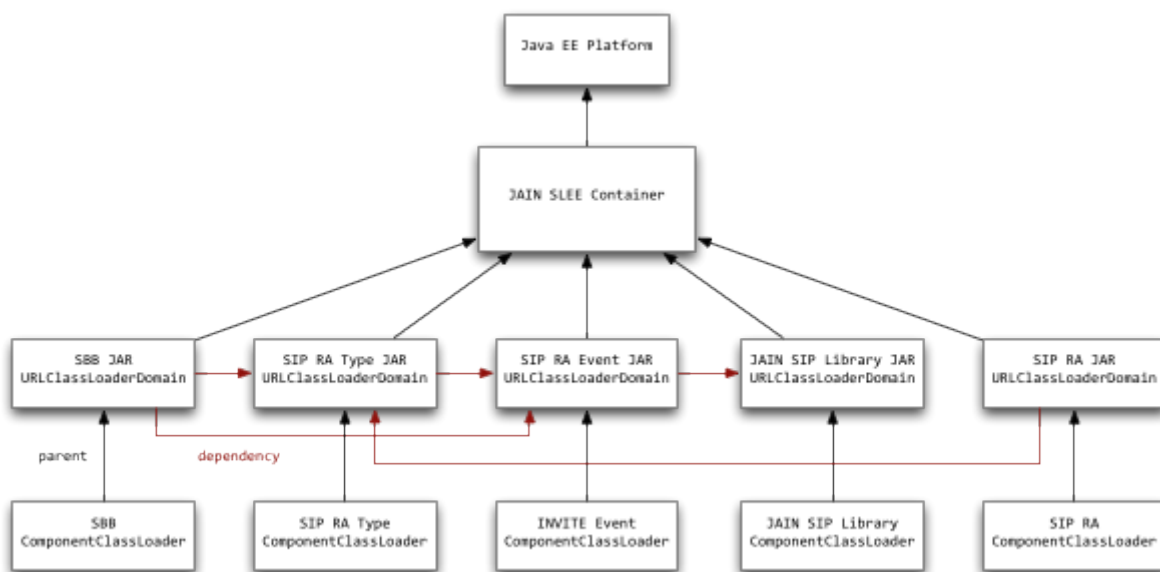 Java EE Platform
JAIN SLEE Container
SBB JAR
URLClassLoaderDomain
SIP RA Type JAR
URLClassLoaderDomain
SIP RA Event JAR
URLClassLoaderDomain
JAIN SIP Library JAR
URLClassLoaderDomain
SIP RA JAR
URLClassLoaderDomain
parent
dependency
SBB
ComponentClassLoader
SIP RA Type
ComponentClassLoader
INVITE Event
ComponentClassLoader
JAIN SIP Library
ComponentClassLoader
SIP RA
ComponentClassLoader